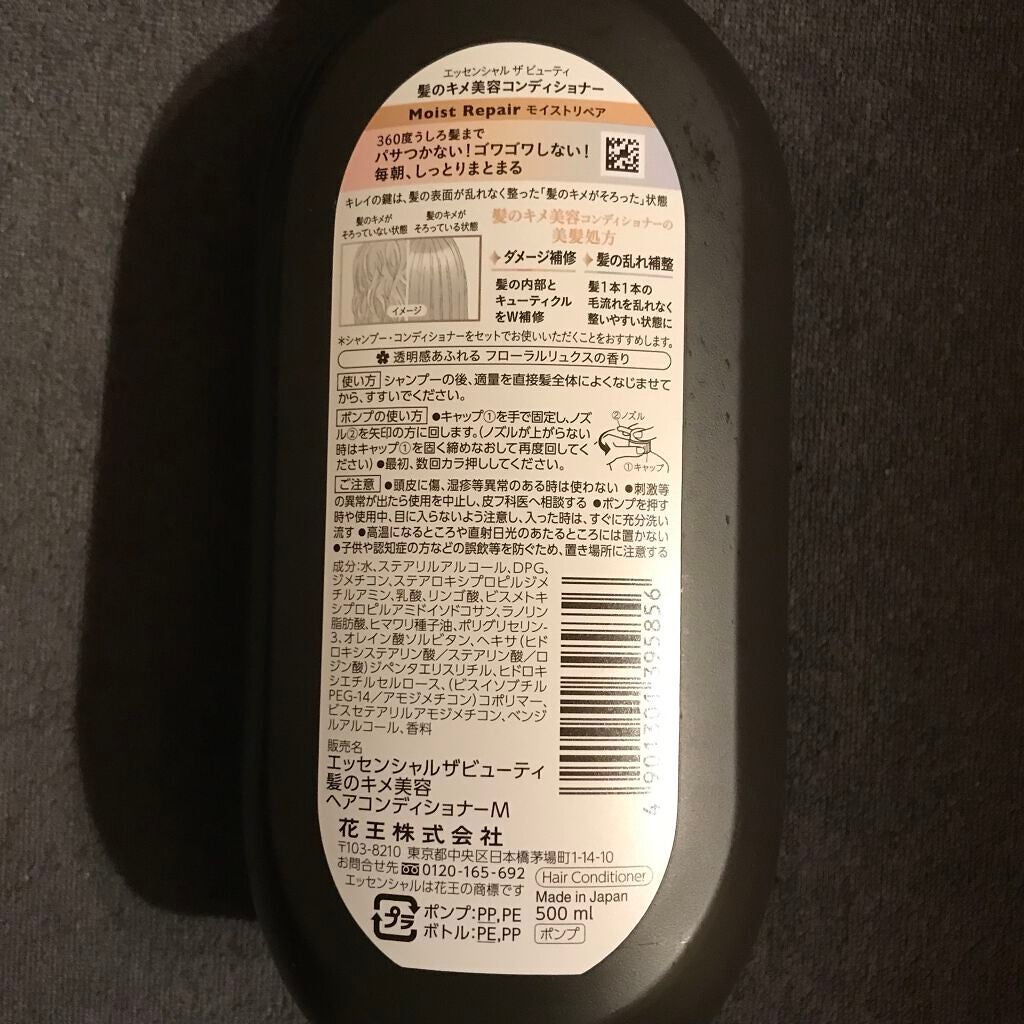 エッセンシャル ザ ビューティ
髪のキメ美容コンディショナー
Moist Repair モイストリペア
360度うしろ髪まで
パサつかない!ゴワゴワしない!
毎朝、しっとりまとまる
キレイの鍵は、髪の表面が乱れなく整った「髪のキメがそろった」状態
髪のキメが
そろっていない状態
髪のキメが
そろっている状態
イメージ
髪のキメ美容コンディショナーの
美髪処方
ダメージ補修
髪の内部と
キューティクル
をW補修
髪の乱れ補整
髪1本1本の
毛流れを乱れなく
整いやすい状態に
*シャンプー・コンディショナーをセットでお使いいただくことをおすすめします。
透明感あふれる フローラルリュクスの香り
使い方 シャンプーの後、適量を直接髪全体によくなじませて
から、すすいでください。
ポンプの使い方 ●キャップ①を手で固定し、ノズ
ル②を矢印の方に回します。(ノズルが上がらない
時はキャップ①を固く締めなおして再度回してく
ださい) ●最初、数回カラ押ししてください。
②ノズル
①キャップ
ご注意 ●頭皮に傷、湿疹等異常のある時は使わない ●刺激等
の異常が出たら使用を中止し、皮フ科医へ相談する ●ポンプを押す
時や使用中、目に入らないよう注意し、入った時は、すぐに充分洗い
流す ●高温になるところや直射日光のあたるところには置かない
●子供や認知症の方などの誤飲等を防ぐため、置き場所に注意する
成分:水、ステアリルアルコール、DPG、
ジメチコン、ステアロキシプロピルジメ
チルアミン、乳酸、リンゴ酸、ビスメトキ
シプロピルアミドイソドコサン、ラノリン
脂肪酸、ヒマワリ種子油、ポリグリセリン-
3、オレイン酸ソルビタン、ヘキサ(ヒド
ロキシステアリン酸/ステアリン酸/ロ
ジン酸)ジペンタエリスリチル、ヒドロキ
シエチルセルロース、(ビスイソブチル
PEG-14/アモジメチコン)コポリマー、
ビスセテアリルアモジメチコン、ベンジ
ルアルコール、香料
4 901301 395856
販売名
エッセンシャルザビューティ
髪のキメ美容
ヘアコンディショナーM
花王株式会社
〒103-8210 東京都中央区日本橋茅場町1-14-10
お問合せ先 0120-165-692
エッセンシャルは花王の商標です
Hair Conditioner
Made in Japan
500 ml
ポンプ
プラ
ポンプ:PP,PE
ボトル:PE,PP